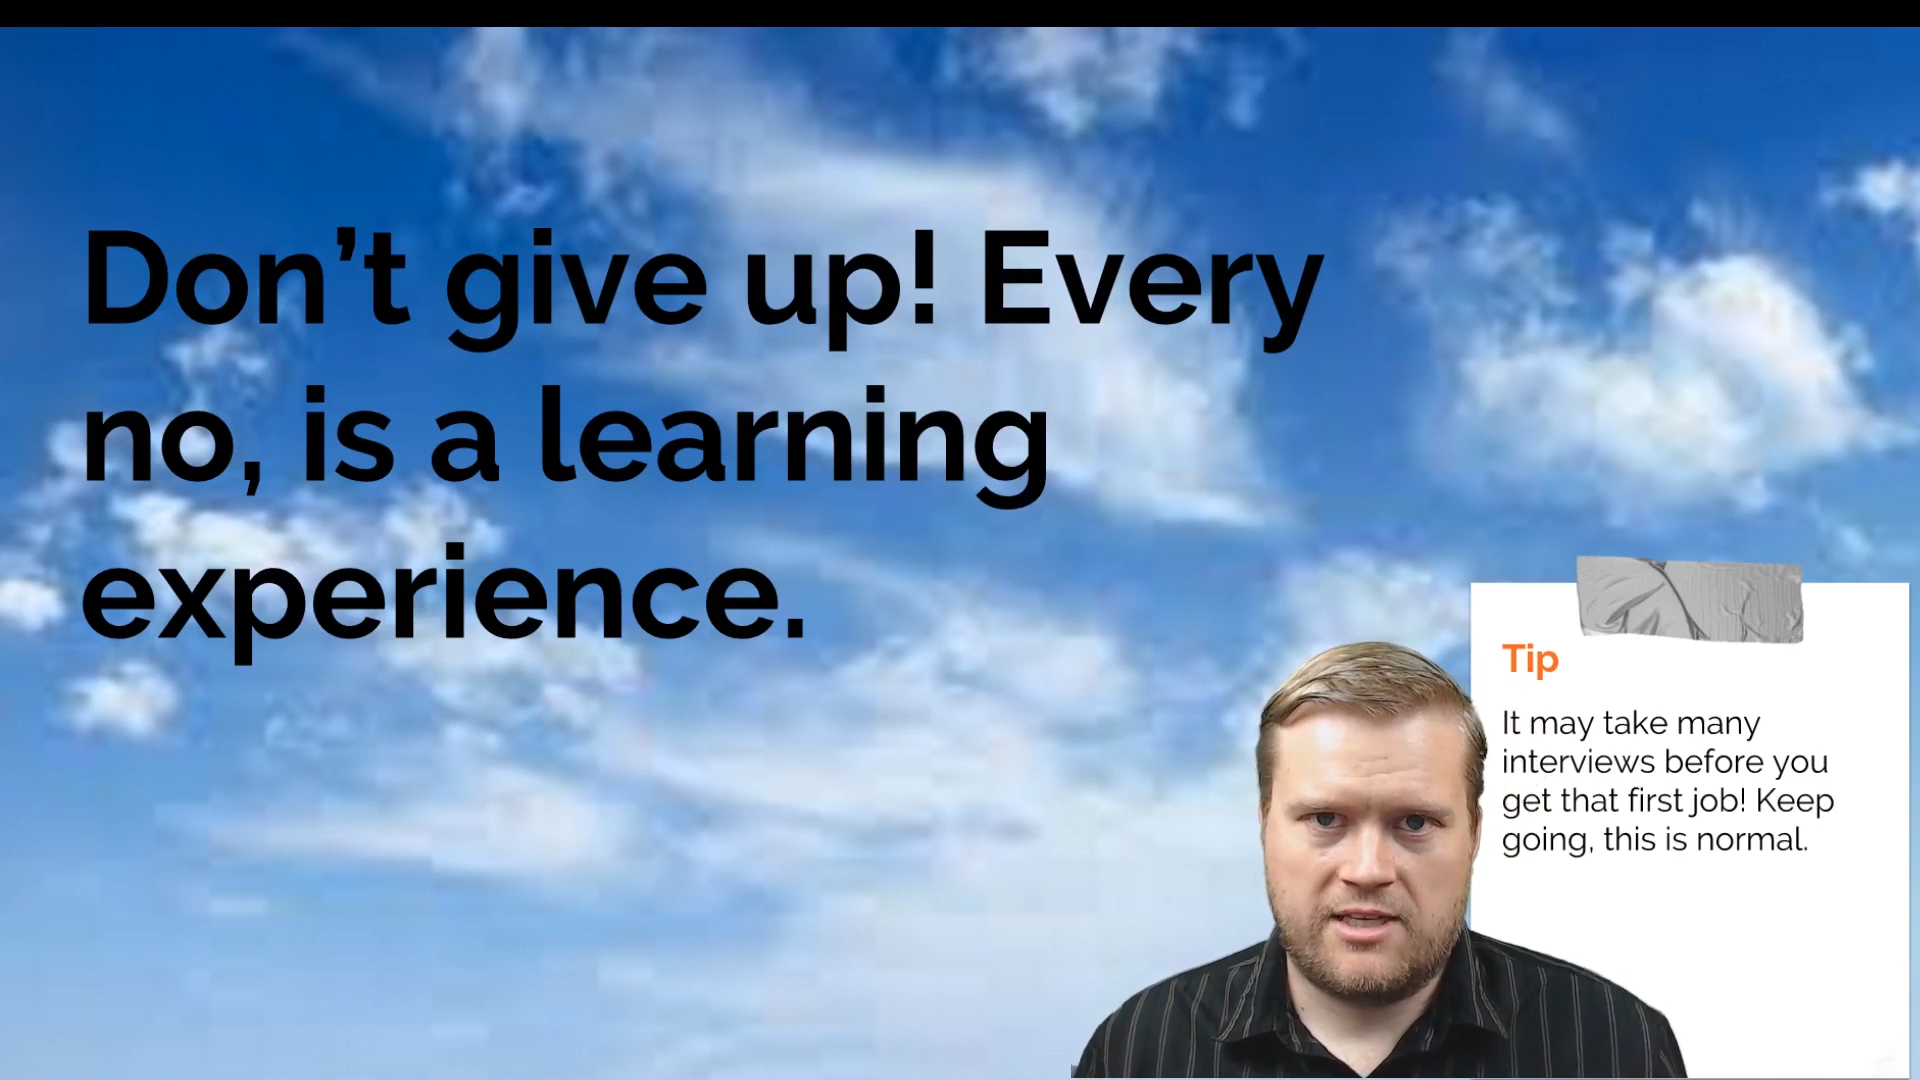 Don’t give up! Every
no, is a learning
experience.
Tip
It may take many
interviews before you
get that first job! Keep
going, this is normal.